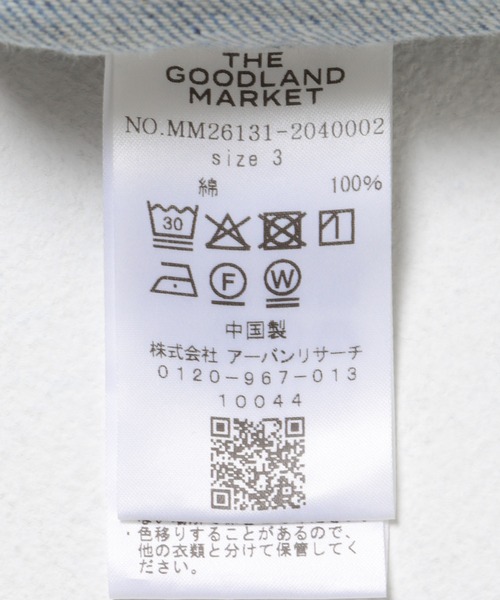 THE
GOODLAND
MARKET
NO.MM26131-2040002
size 3
綿 100%
30
F W
中国製
株式会社 アーバンリサーチ
0120-967-013
10044
・色移りすることがあるので、
他の衣類と分けて保管してく
ださい。